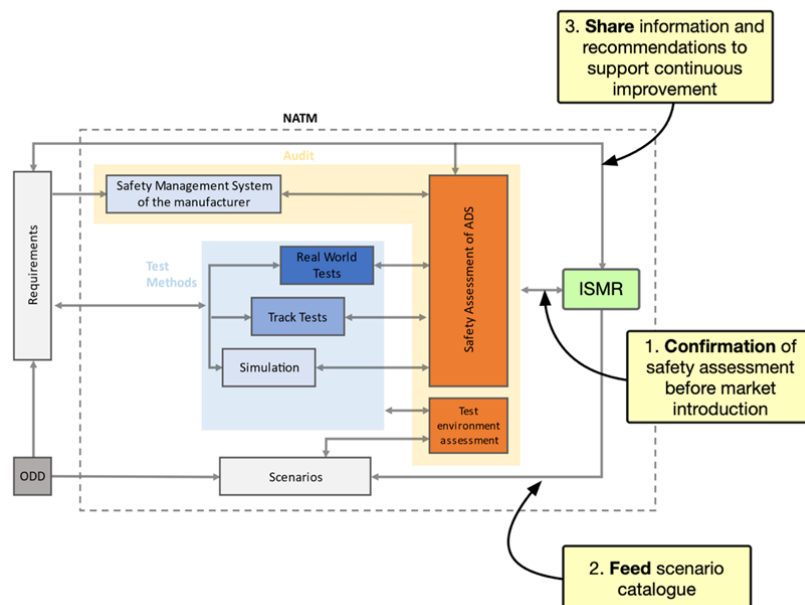 3. Share information and
recommendations to
support continuous
improvement
NATM
Audit
Safety Management System
of the manufacturer
Requirements
Test
Methods
Real World
Tests
Track Tests
Simulation
Safety Assessment of ADS
ISMR
1. Confirmation of
safety assessment
before market
introduction
Test
environment
assessment
ODD
Scenarios
2. Feed scenario
catalogue